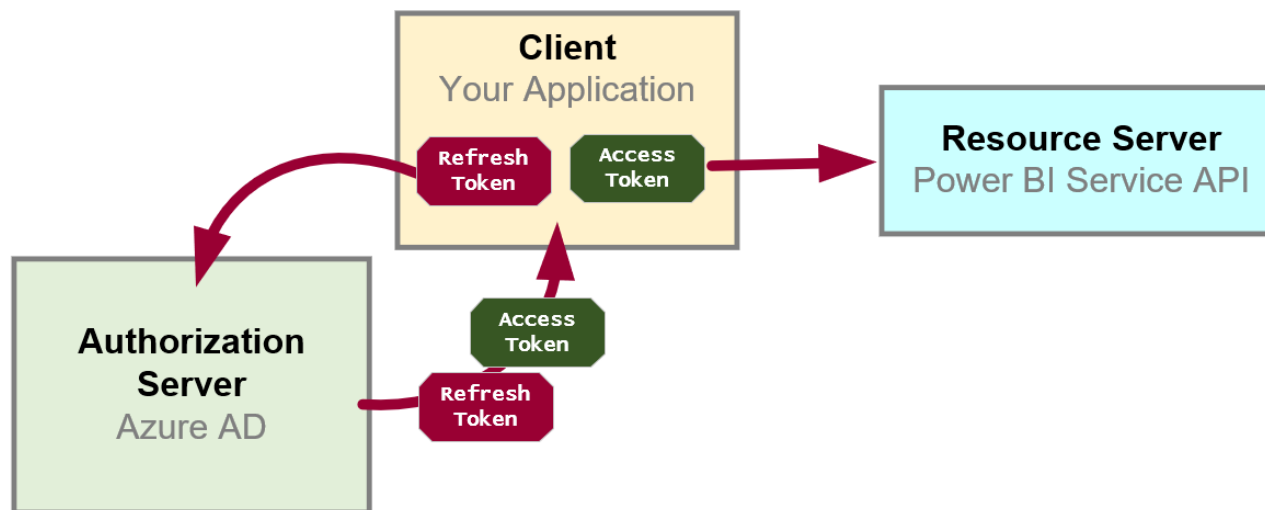 Client
Your Application
Refresh
Token
Access
Token
Resource Server
Power BI Service API
Authorization
Server
Azure AD
Access
Token
Refresh
Token